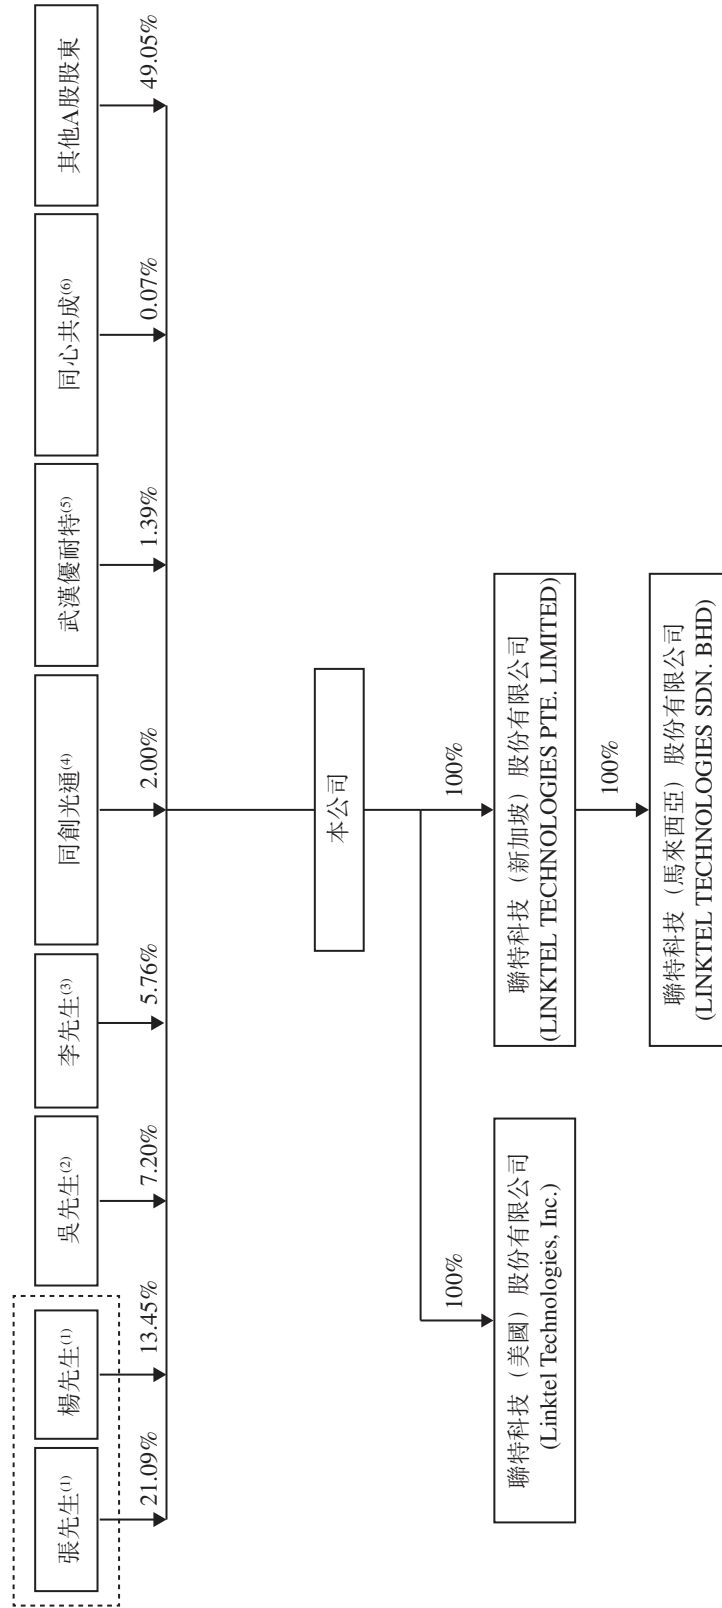 張先生(1)
楊先生(1)
吳先生(2)
李先生(3)
同創光通(4)
武漢優耐特(5)
同心共成(6)
其他A股股東
21.09%
13.45%
7.20%
5.76%
2.00%
1.39%
0.07%
49.05%
本公司
100%
100%
聯特科技（美國）股份有限公司
(Linktel Technologies, Inc.)
聯特科技（新加坡）股份有限公司
(LINKTEL TECHNOLOGIES PTE. LIMITED)
100%
聯特科技（馬來西亞）股份有限公司
(LINKTEL TECHNOLOGIES SDN. BHD)